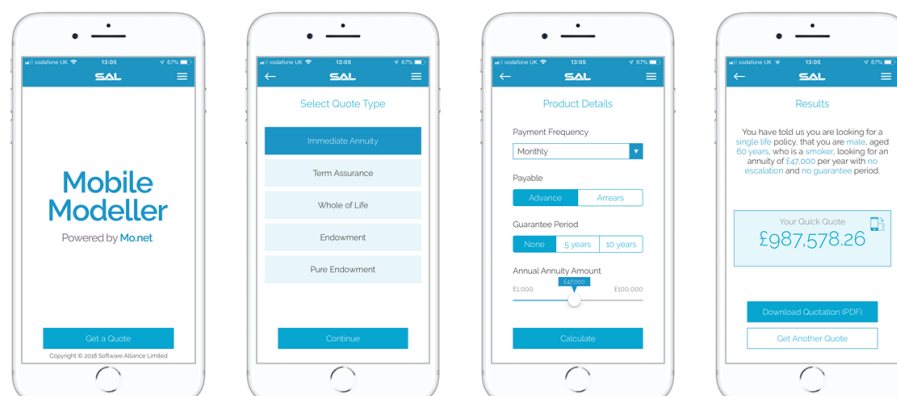 vodafone UK 13:05 67%
SAL
Mobile
Modeller
Powered by Mo.net
Get a Quote
Copyright © 2018 Software Alliance Limited
vodafone UK 13:05 67%
SAL
Select Quote Type
Immediate Annuity
Term Assurance
Whole of Life
Endowment
Pure Endowment
Continue
vodafone UK 13:05 67%
SAL
Product Details
Payment Frequency
Monthly
Payable
Advance Arrears
Guarantee Period
None 5 years 10 years
Annual Annuity Amount
£47,000
£1,000 £100,000
Calculate
vodafone UK 13:05 67%
SAL
Results
You have told us you are looking for a
single life policy, that you are male, aged
60 years, who is a smoker, looking for an
annuity of £47,000 per year with no
escalation and no guarantee period.
Your Quick Quote
£987,578.26
Download Quotation (PDF)
Get Another Quote